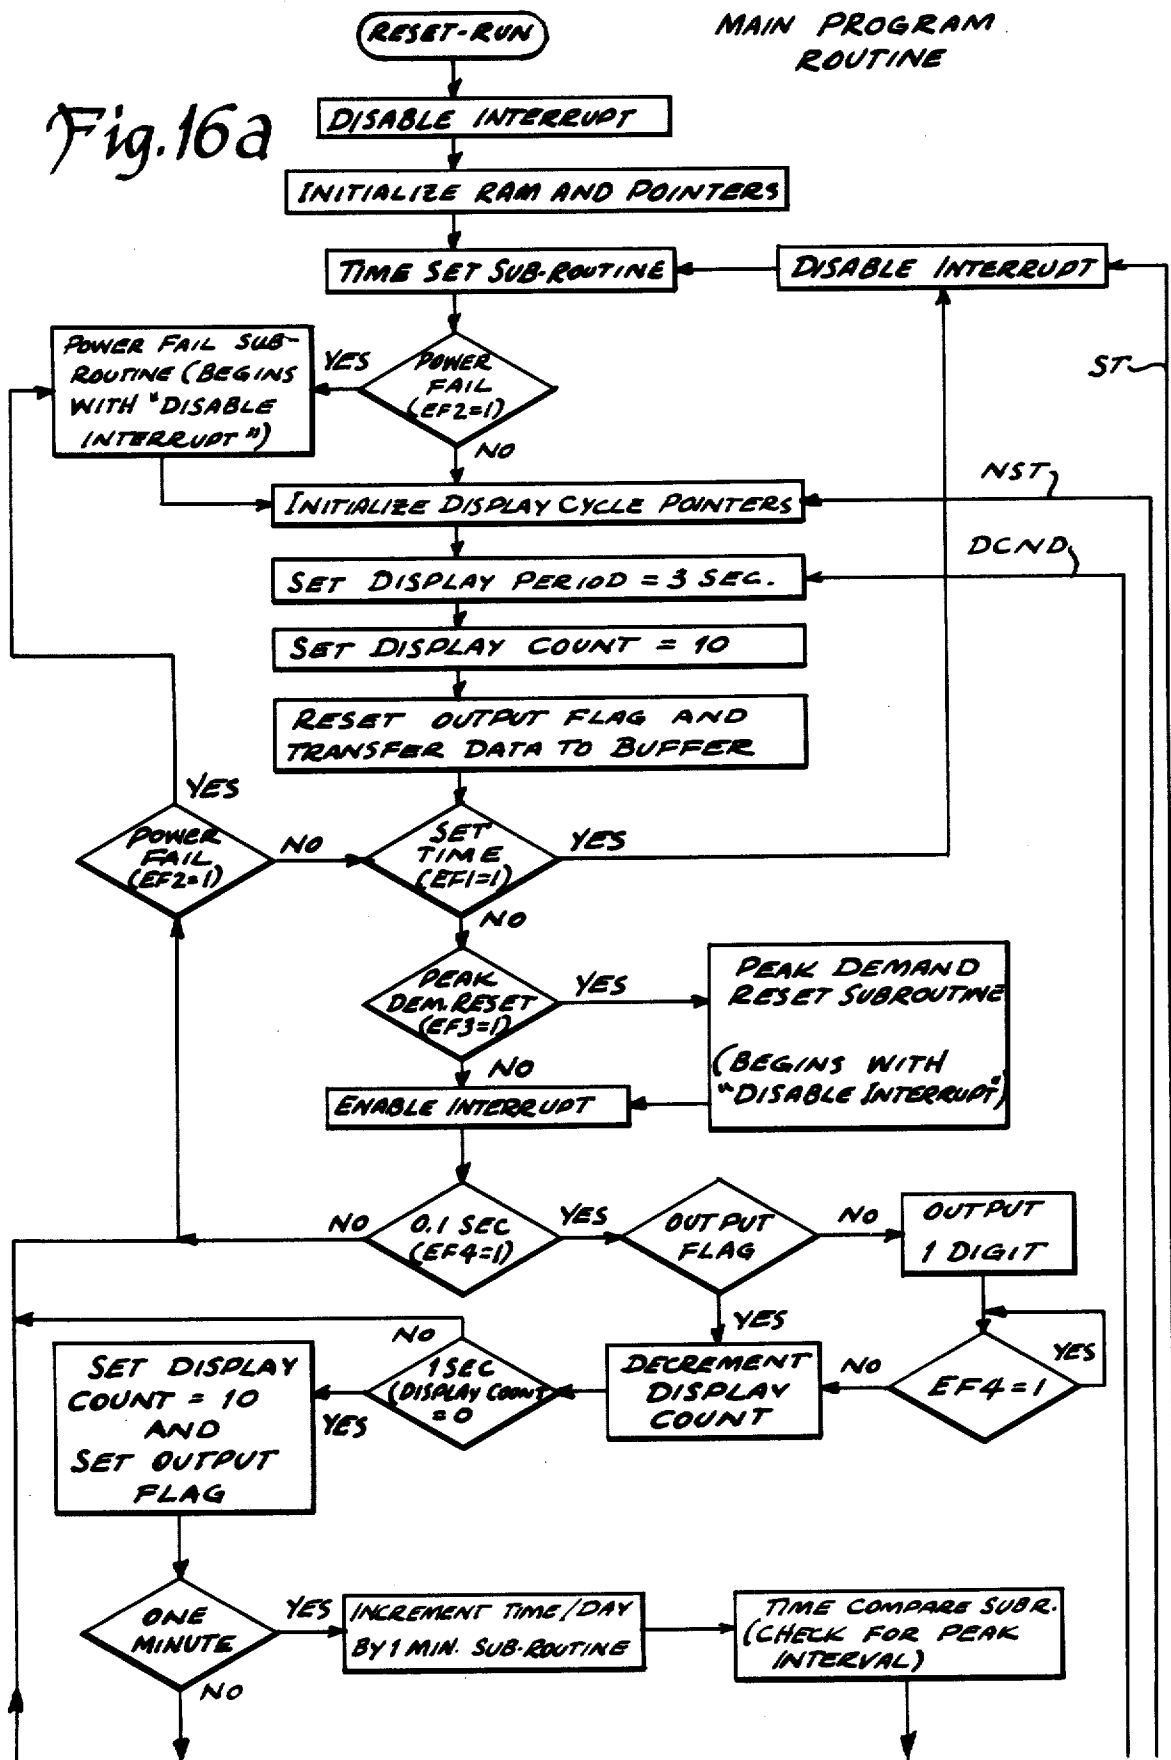 RESET-RUN
MAIN PROGRAM
ROUTINE
Fig.16a
DISABLE INTERRUPT
INITIALIZE RAM AND POINTERS
TIME SET SUB-ROUTINE
DISABLE INTERRUPT
POWER FAIL SUB-
ROUTINE (BEGINS
WITH "DISABLE
INTERRUPT")
YES
POWER
FAIL
(EF2=1)
ST
NO
INITIALIZE DISPLAY CYCLE POINTERS
NST
DCND
SET DISPLAY PERIOD = 3 SEC.
SET DISPLAY COUNT = 10
RESET OUTPUT FLAG AND
TRANSFER DATA TO BUFFER
YES
POWER
FAIL
(EF2=1)
NO
SET
TIME
(EF1=1)
YES
NO
PEAK
DEM.RESET
(EF3=1)
YES
PEAK DEMAND
RESET SUBROUTINE
(BEGINS WITH
"DISABLE INTERRUPT")
NO
ENABLE INTERRUPT
NO
0.1 SEC
(EF4=1)
YES
OUTPUT
FLAG
NO
OUTPUT
1 DIGIT
YES
NO
SET DISPLAY
COUNT = 10
AND
SET OUTPUT
FLAG
YES
1 SEC
(DISPLAY COUNT
= 0
DECREMENT
DISPLAY
COUNT
NO
EF4=1
YES
ONE
MINUTE
YES
INCREMENT TIME/DAY
BY 1 MIN. SUB-ROUTINE
TIME COMPARE SUBR.
(CHECK FOR PEAK
INTERVAL)
NO